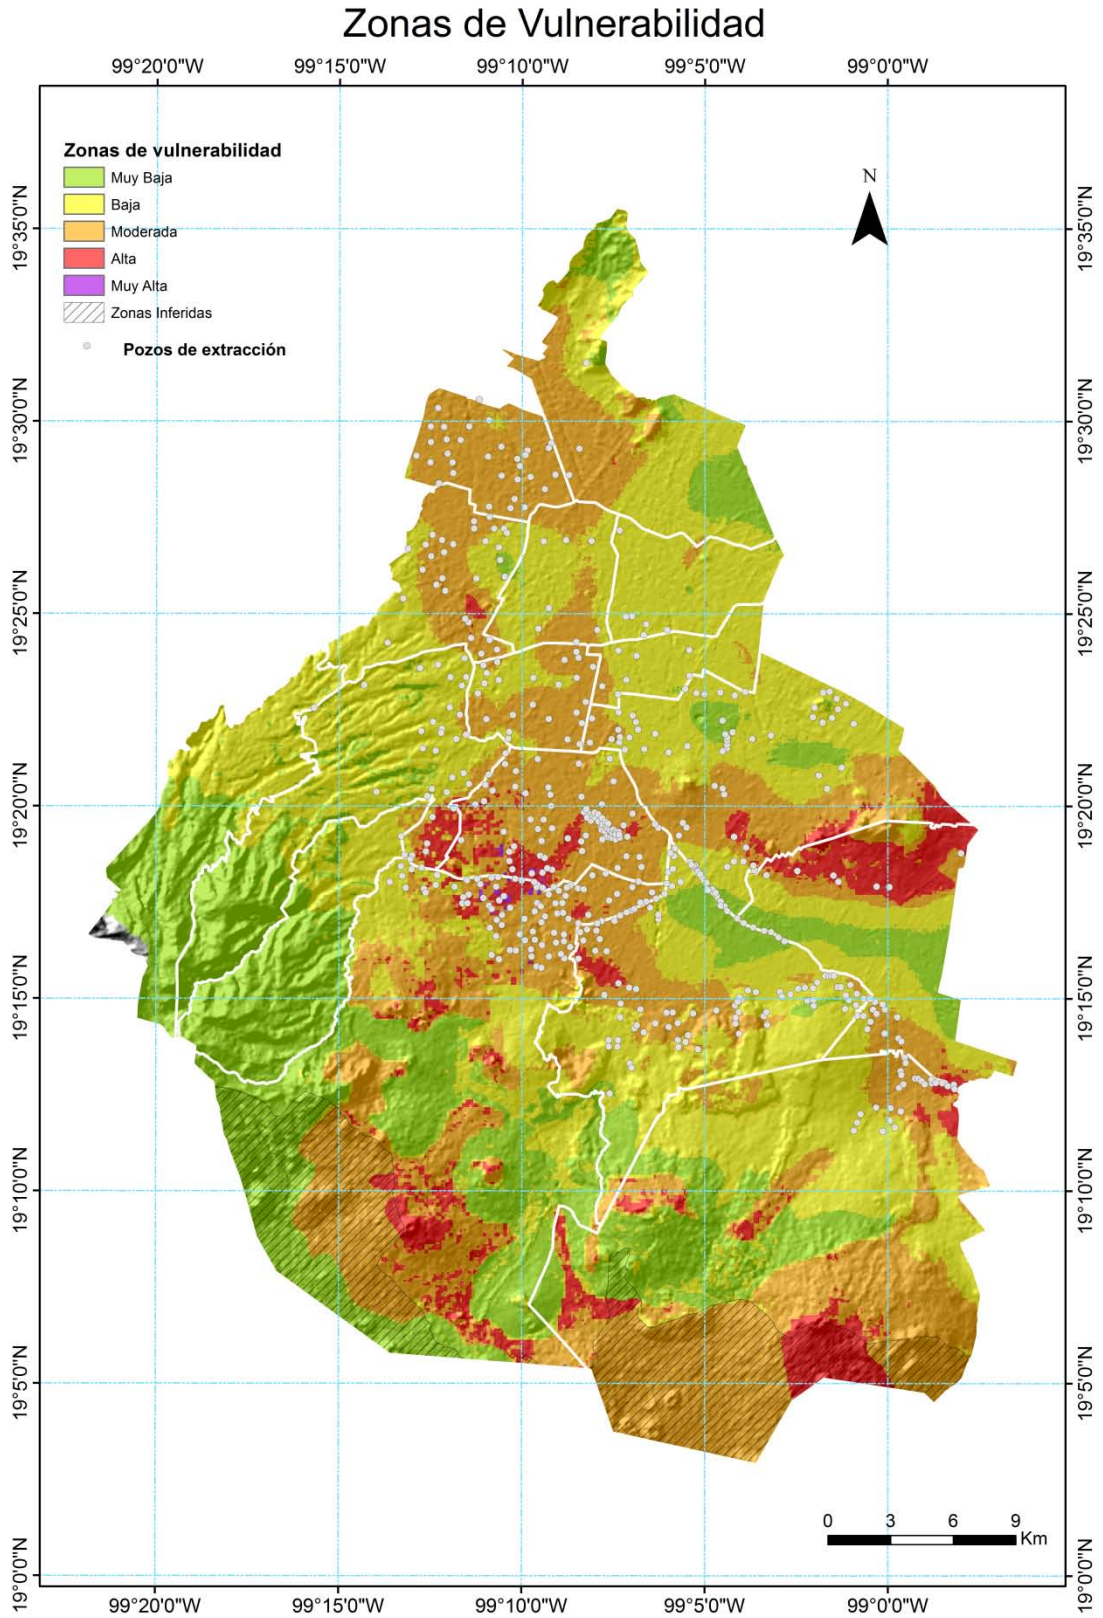 Zonas de Vulnerabilidad
99°20'0"W 99°15'0"W 99°10'0"W 99°5'0"W 99°0'0"W
Zonas de vulnerabilidad
Muy Baja
Baja
Moderada
Alta
Muy Alta
Zonas Inferidas
Pozos de extracción
N
19°35'0"N 19°35'0"N
19°30'0"N 19°30'0"N
19°25'0"N 19°25'0"N
19°20'0"N 19°20'0"N
19°15'0"N 19°15'0"N
19°10'0"N 19°10'0"N
19°5'0"N 19°5'0"N
0 3 6 9
Km
19°0'0"N 19°0'0"N
99°20'0"W 99°15'0"W 99°10'0"W 99°5'0"W 99°0'0"W